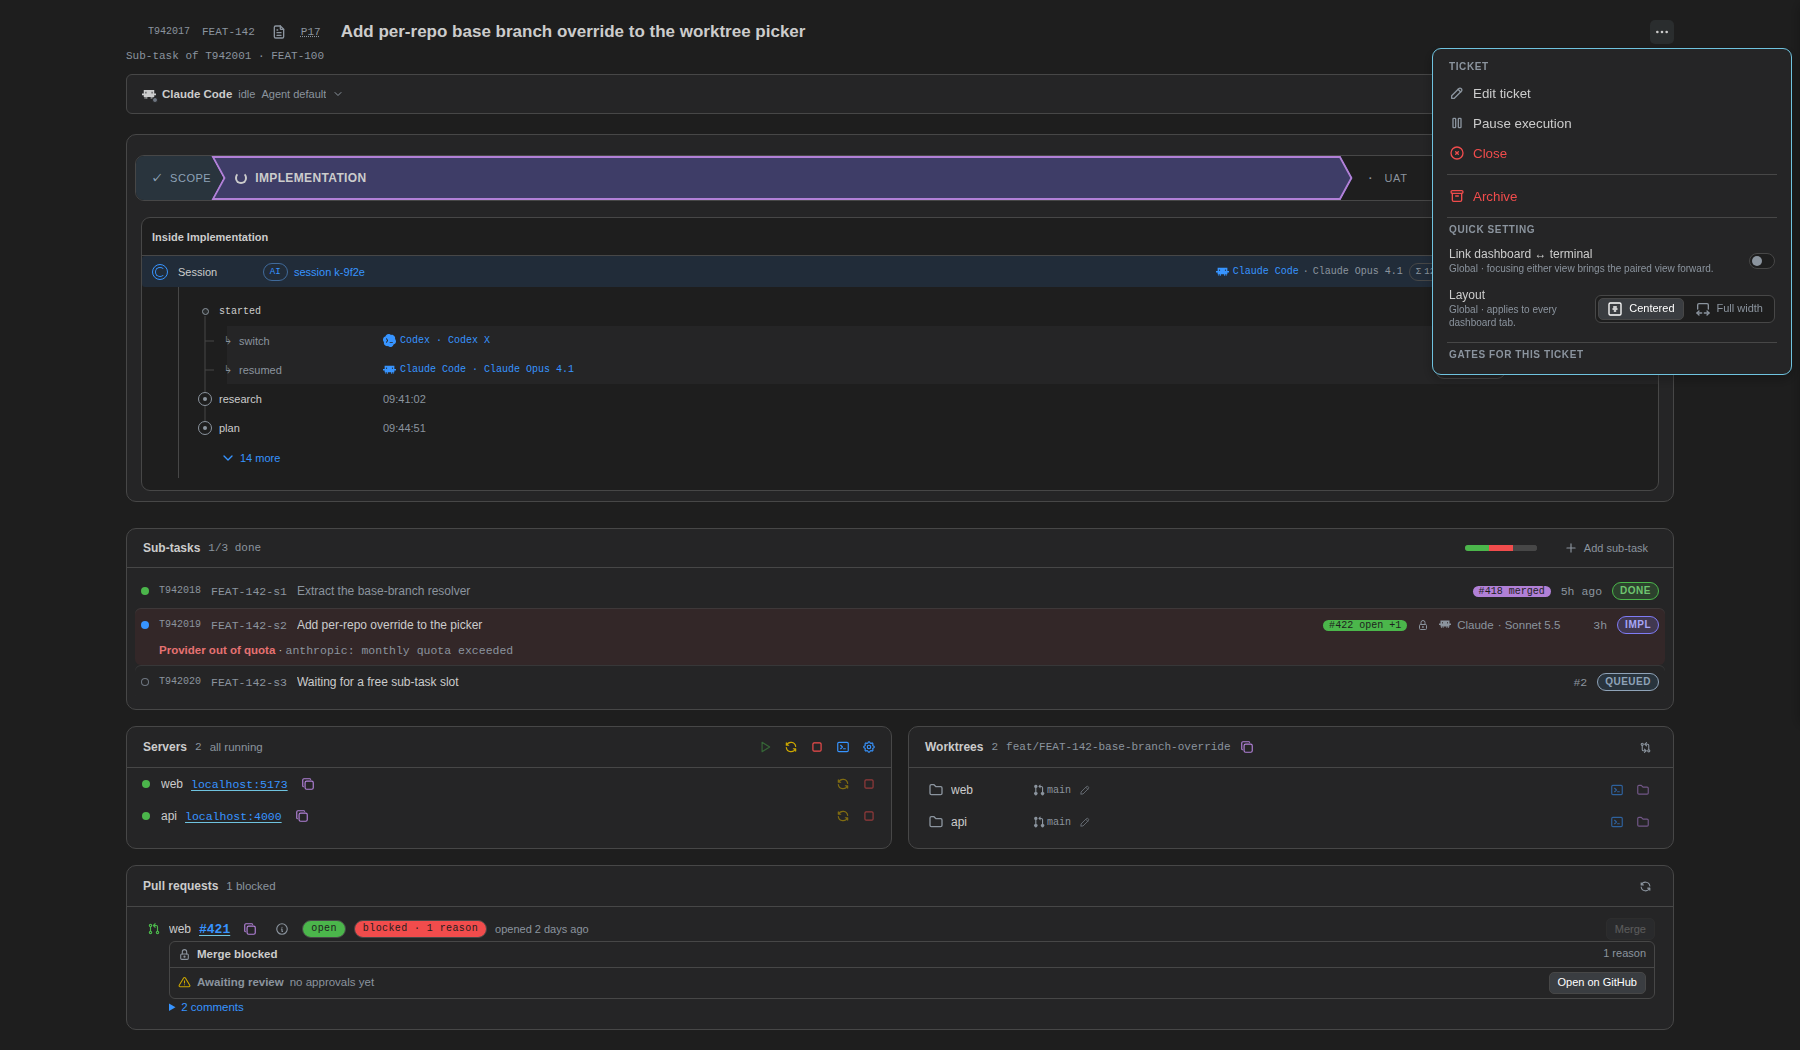 T942017 FEAT-142 P17 Add per-repo base branch override to the worktree picker
Sub-task of T942001 · FEAT-100
Claude Code idle Agent default
SCOPE
IMPLEMENTATION
UAT
Inside Implementation
Session AI session k-9f2e Claude Code · Claude Opus 4.1
started
↳ switch Codex · Codex X
↳ resumed Claude Code · Claude Opus 4.1
research 09:41:02
plan 09:44:51
14 more
TICKET
Edit ticket
Pause execution
Close
Archive
QUICK SETTING
Link dashboard ↔ terminal
Global · focusing either view brings the paired view forward.
Layout
Global · applies to every
dashboard tab.
Centered Full width
GATES FOR THIS TICKET
Sub-tasks 1/3 done Add sub-task
T942018 FEAT-142-s1 Extract the base-branch resolver #418 merged 5h ago DONE
T942019 FEAT-142-s2 Add per-repo override to the picker #422 open +1 Claude · Sonnet 5.5 3h IMPL
Provider out of quota · anthropic: monthly quota exceeded
T942020 FEAT-142-s3 Waiting for a free sub-task slot #2 QUEUED
Servers 2 all running
web localhost:5173
api localhost:4000
Worktrees 2 feat/FEAT-142-base-branch-override
web main
api main
Pull requests 1 blocked
web #421 open blocked · 1 reason opened 2 days ago Merge
Merge blocked 1 reason
Awaiting review no approvals yet Open on GitHub
2 comments